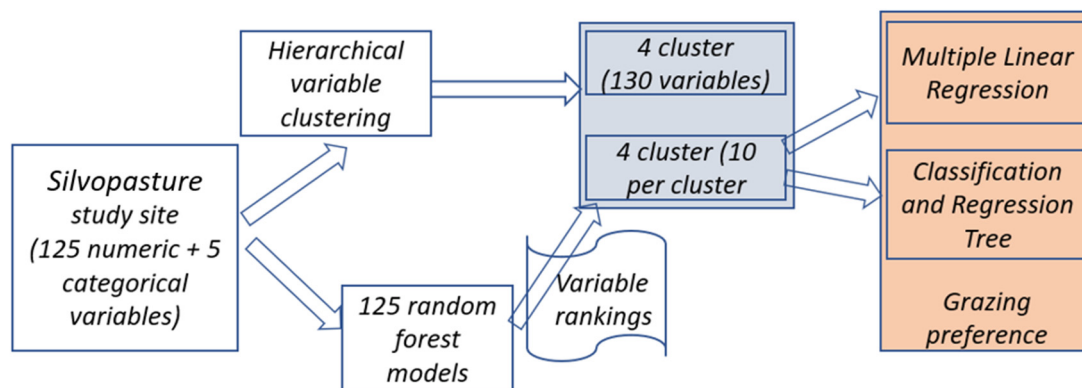 Silvopasture
study site
(125 numeric + 5
categorical
variables)
Hierarchical
variable
clustering
125 random
forest
models
Variable
rankings
4 cluster
(130 variables)
4 cluster (10
per cluster
Multiple Linear
Regression
Classification
and Regression
Tree
Grazing
preference